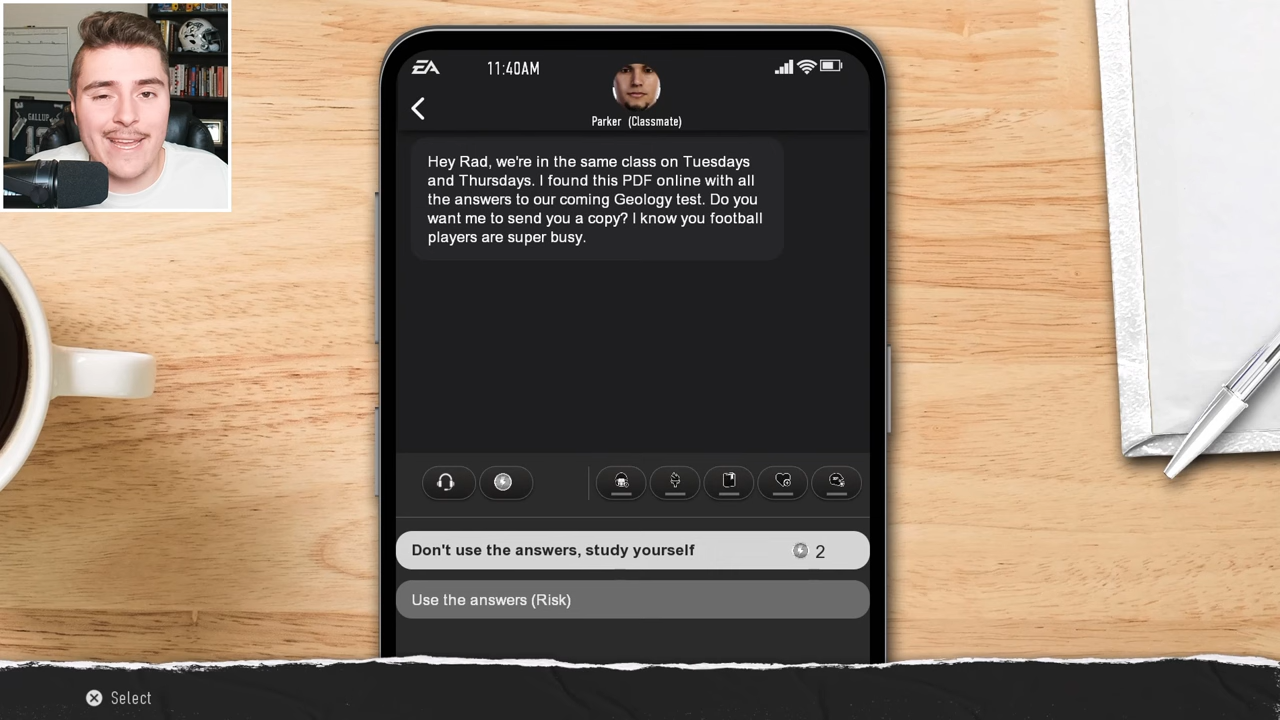 GALLUP
EA
11:40AM
Parker (Classmate)
Hey Rad, we're in the same class on Tuesdays
and Thursdays. I found this PDF online with all
the answers to our coming Geology test. Do you
want me to send you a copy? I know you football
players are super busy.
Don't use the answers, study yourself
2
Use the answers (Risk)
Select